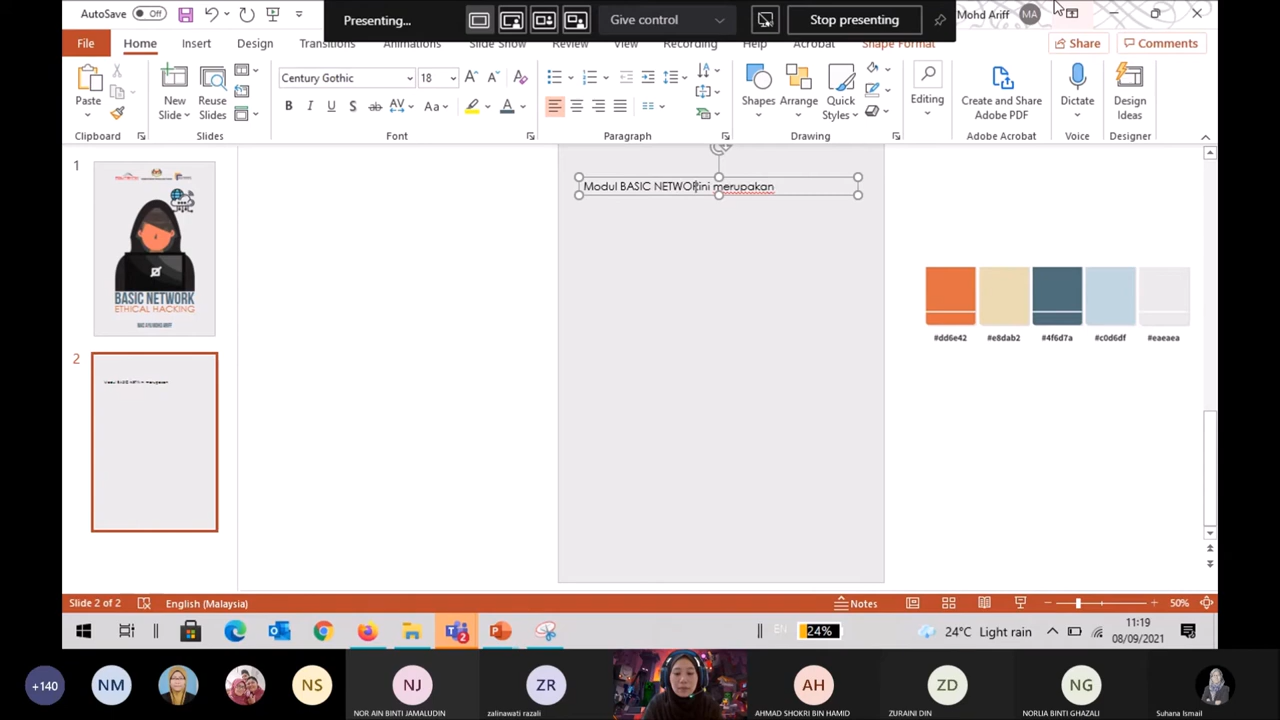 AutoSave
Off
Presenting...
Give control
Stop presenting
Mohd Ariff
MA
File
Home
Insert
Design
Transitions
Animations
Slide Show
Review
Recording
Help
Acrobat
Shape Format
Share
Comments
Paste
New Slide
Reuse Slides
Century Gothic
18
Shapes
Arrange
Quick Styles
Editing
Create and Share Adobe PDF
Dictate
Design Ideas
Clipboard
Slides
Font
Paragraph
Drawing
Adobe Acrobat
Voice
Designer
1
BASIC NETWORK
ETHICAL HACKING
2
Modul BASIC NETWORini merupakan
#dd6e42
#e8dab2
#4f6d7a
#c0d6df
#eaeaea
Slide 2 of 2
English (Malaysia)
Notes
50%
EN
24%
24°C Light rain
11:19
08/09/2021
+140
NM
NS
NJ
NOR AIN BINTI JAMALUDIN
ZR
zalinawati razali
AH
AHMAD SHOKRI BIN HAMID
ZD
ZURAINI DIN
NG
NORLIA BINTI GHAZALI
Suhana Ismail